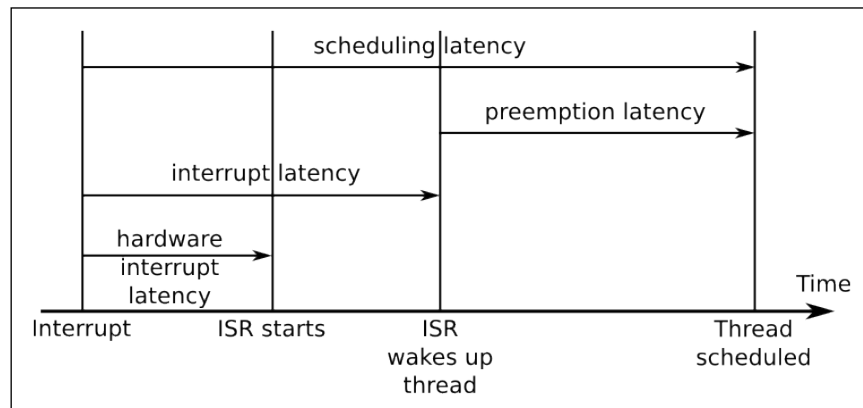 scheduling latency
preemption latency
interrupt latency
hardware
interrupt
latency
Time
Interrupt
ISR starts
ISR
wakes up
thread
Thread
scheduled